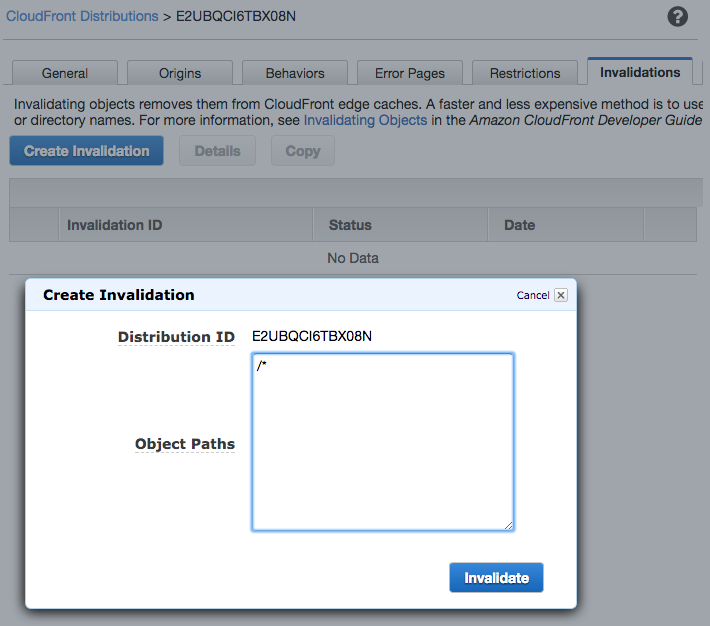 CloudFront Distributions > E2UBQCI6TBX08N
?
General Origins Behaviors Error Pages Restrictions Invalidations
Invalidating objects removes them from CloudFront edge caches. A faster and less expensive method is to use
or directory names. For more information, see Invalidating Objects in the Amazon CloudFront Developer Guide
Create Invalidation Details Copy
Invalidation ID Status Date
No Data
Create Invalidation Cancel x
Distribution ID E2UBQCI6TBX08N
/*
Object Paths
Invalidate